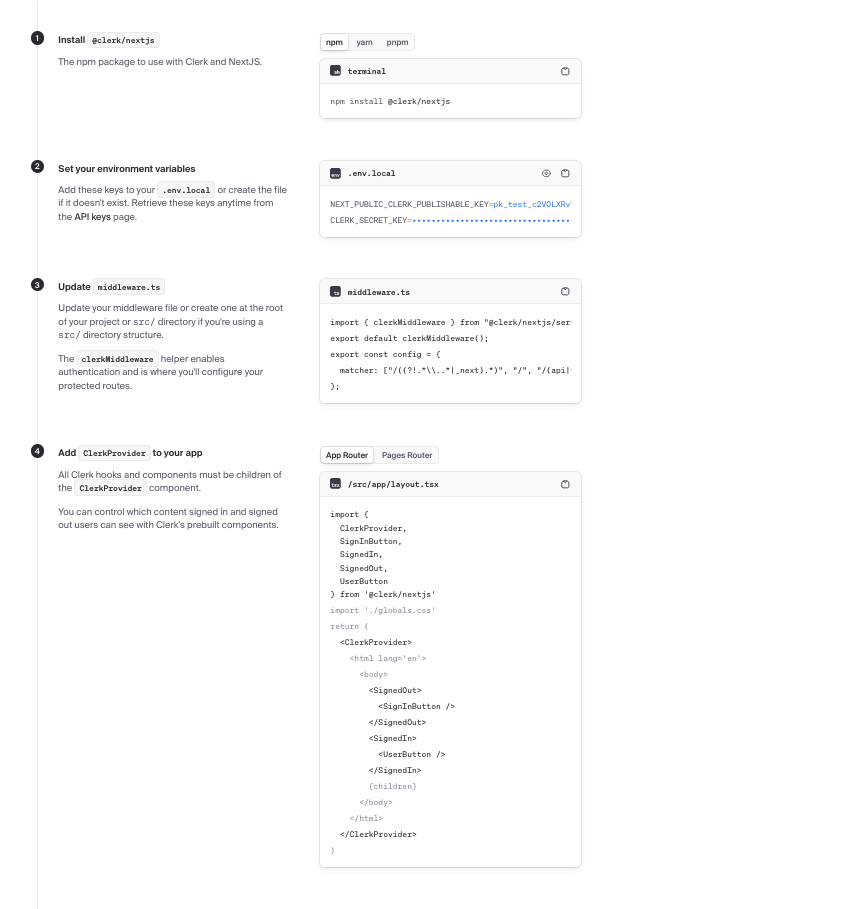 1
Install @clerk/nextjs
The npm package to use with Clerk and NextJS.
npm yarn pnpm
terminal
npm install @clerk/nextjs
2
Set your environment variables
Add these keys to your .env.local or create the file
if it doesn't exist. Retrieve these keys anytime from
the API keys page.
.env.local
NEXT_PUBLIC_CLERK_PUBLISHABLE_KEY=pk_test_c2VOLXRv
CLERK_SECRET_KEY=•••••••••••••••••••••••••••••••••
3
Update middleware.ts
Update your middleware file or create one at the root
of your project or src/ directory if you're using a
src/ directory structure.
The clerkMiddleware helper enables
authentication and is where you'll configure your
protected routes.
middleware.ts
import { clerkMiddleware } from "@clerk/nextjs/ser
export default clerkMiddleware();
export const config = {
matcher: ["/((?!.*\\..*|_next).*)", "/", "/(api|
};
4
Add ClerkProvider to your app
All Clerk hooks and components must be children of
the ClerkProvider component.
You can control which content signed in and signed
out users can see with Clerk's prebuilt components.
App Router Pages Router
/src/app/layout.tsx
import {
ClerkProvider,
SignInButton,
SignedIn,
SignedOut,
UserButton
} from '@clerk/nextjs'
import './globals.css'
return (
<ClerkProvider>
<html lang='en'>
<body>
<SignedOut>
<SignInButton />
</SignedOut>
<SignedIn>
<UserButton />
</SignedIn>
{children}
</body>
</html>
</ClerkProvider>
)